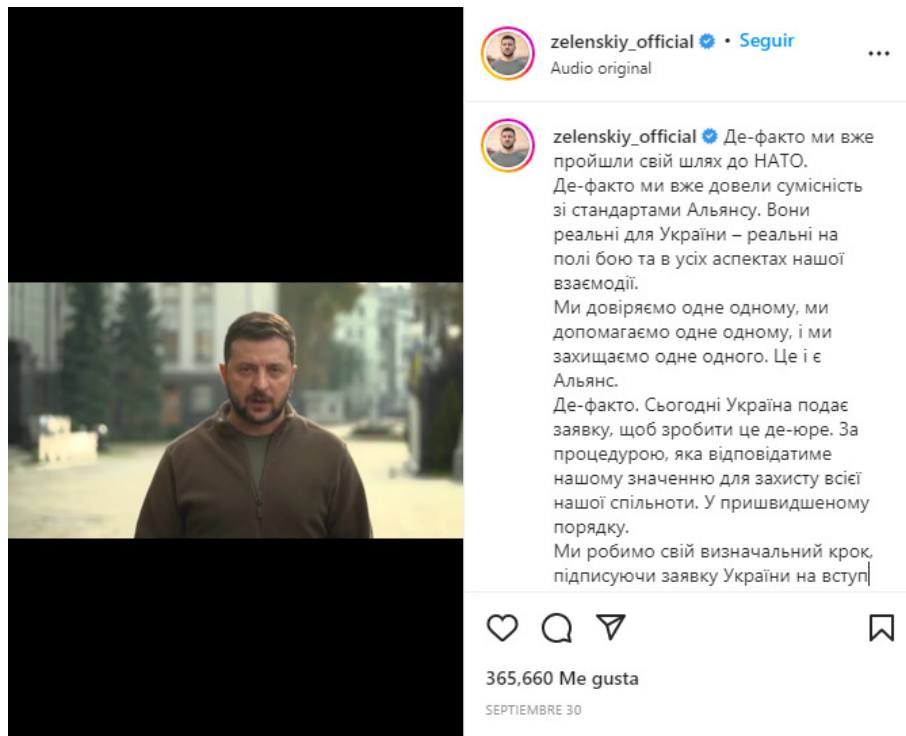 zelenskiy_official • Seguir
Audio original
zelenskiy_official Де-факто ми вже
пройшли свій шлях до НАТО.
Де-факто ми вже довели сумісність
зі стандартами Альянсу. Вони
реальні для України – реальні на
полі бою та в усіх аспектах нашої
взаємодії.
Ми довіряємо одне одному, ми
допомагаємо одне одному, і ми
захищаємо одне одного. Це і є
Альянс.
Де-факто. Сьогодні Україна подає
заявку, щоб зробити це де-юре. За
процедурою, яка відповідатиме
нашому значенню для захисту всієї
нашої спільноти. У пришвидшеному
порядку.
Ми робимо свій визначальний крок,
підписуючи заявку України на вступ
365,660 Me gusta
SEPTIEMBRE 30